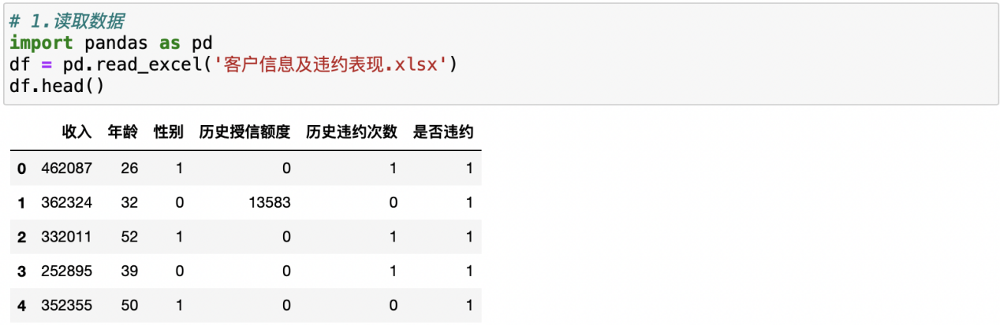 # 1.读取数据
import pandas as pd
df = pd.read_excel('客户信息及违约表现.xlsx')
df.head()
收入 年龄 性别 历史授信额度 历史违约次数 是否违约
0 462087 26 1 0 1 1
1 362324 32 0 13583 0 1
2 332011 52 1 0 1 1
3 252895 39 0 0 1 1
4 352355 50 1 0 0 1